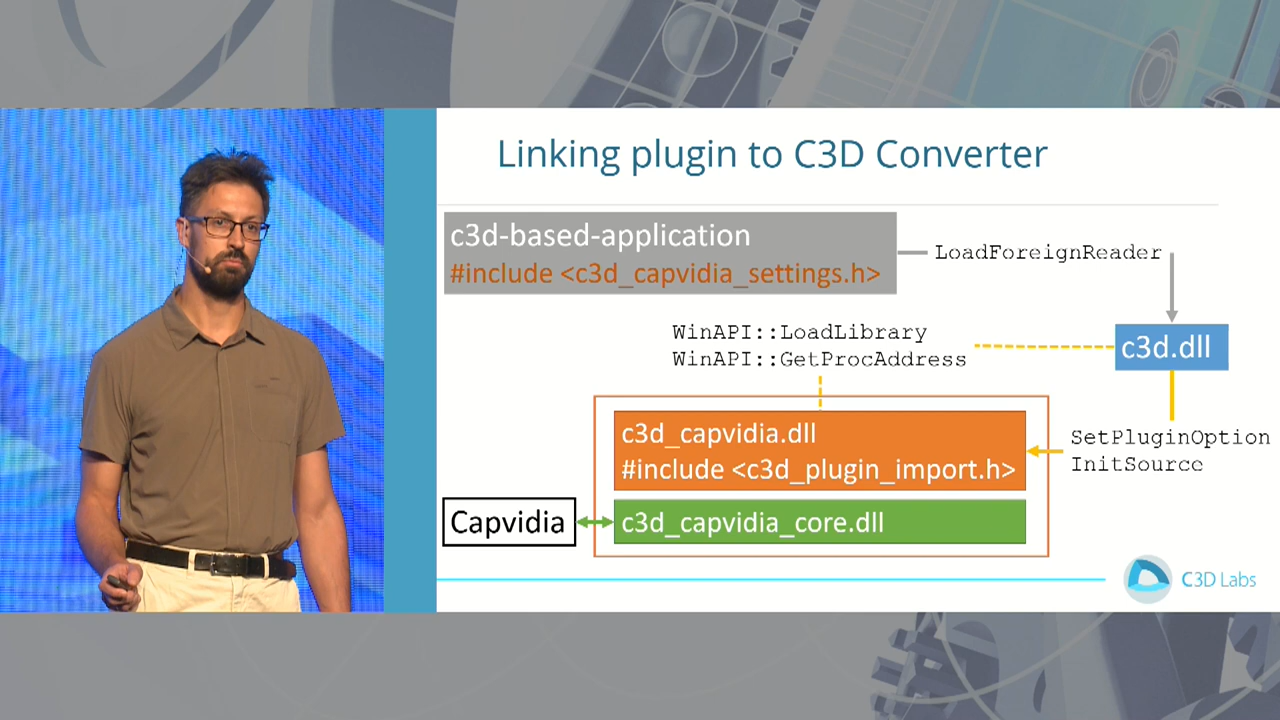 Linking plugin to C3D Converter
c3d-based-application
#include <c3d_capvidia_settings.h>
LoadForeignReader
WinAPI::LoadLibrary
WinAPI::GetProcAddress
c3d.dll
c3d_capvidia.dll
#include <c3d_plugin_import.h>
SetPluginOption
InitSource
Capvidia
c3d_capvidia_core.dll
C3D Labs